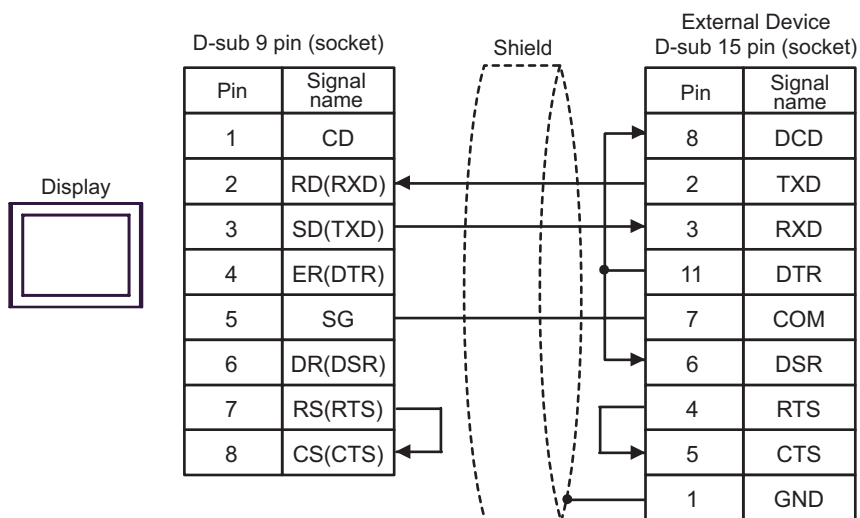 External Device
D-sub 9 pin (socket)
Shield
D-sub 15 pin (socket)
Pin
Signal
name
Pin
Signal
name
1 CD
8 DCD
Display
2 RD(RXD)
2 TXD
3 SD(TXD)
3 RXD
4 ER(DTR)
11 DTR
5 SG
7 COM
6 DR(DSR)
6 DSR
7 RS(RTS)
4 RTS
8 CS(CTS)
5 CTS
1 GND